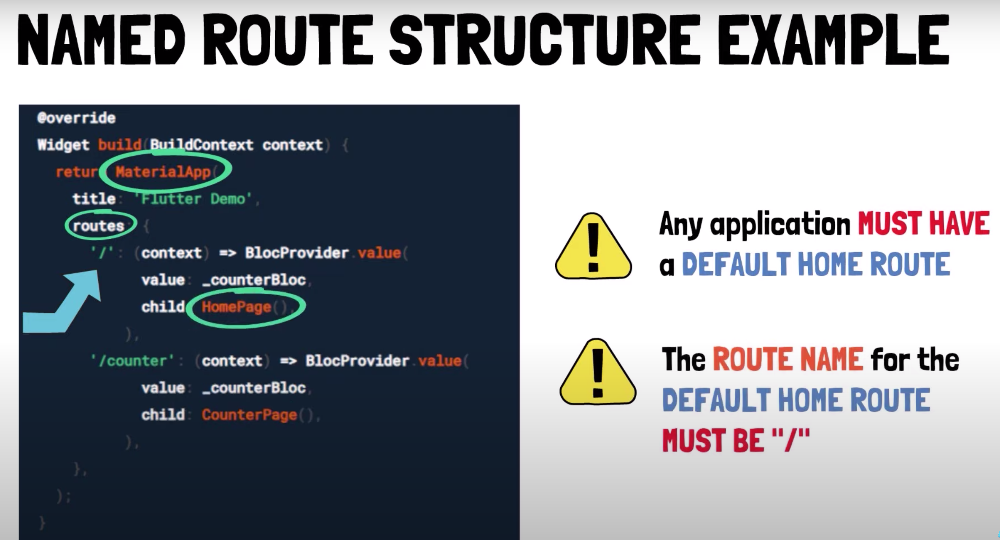 NAMED ROUTE STRUCTURE EXAMPLE
@override
Widget build(BuildContext context) {
return MaterialApp(
title: 'Flutter Demo',
routes: {
'/': (context) => BlocProvider.value(
value: _counterBloc,
child: HomePage(),
),
'/counter': (context) => BlocProvider.value(
value: _counterBloc,
child: CounterPage(),
),
},
);
}
Any application MUST HAVE
a DEFAULT HOME ROUTE
The ROUTE NAME for the
DEFAULT HOME ROUTE
MUST BE "/"